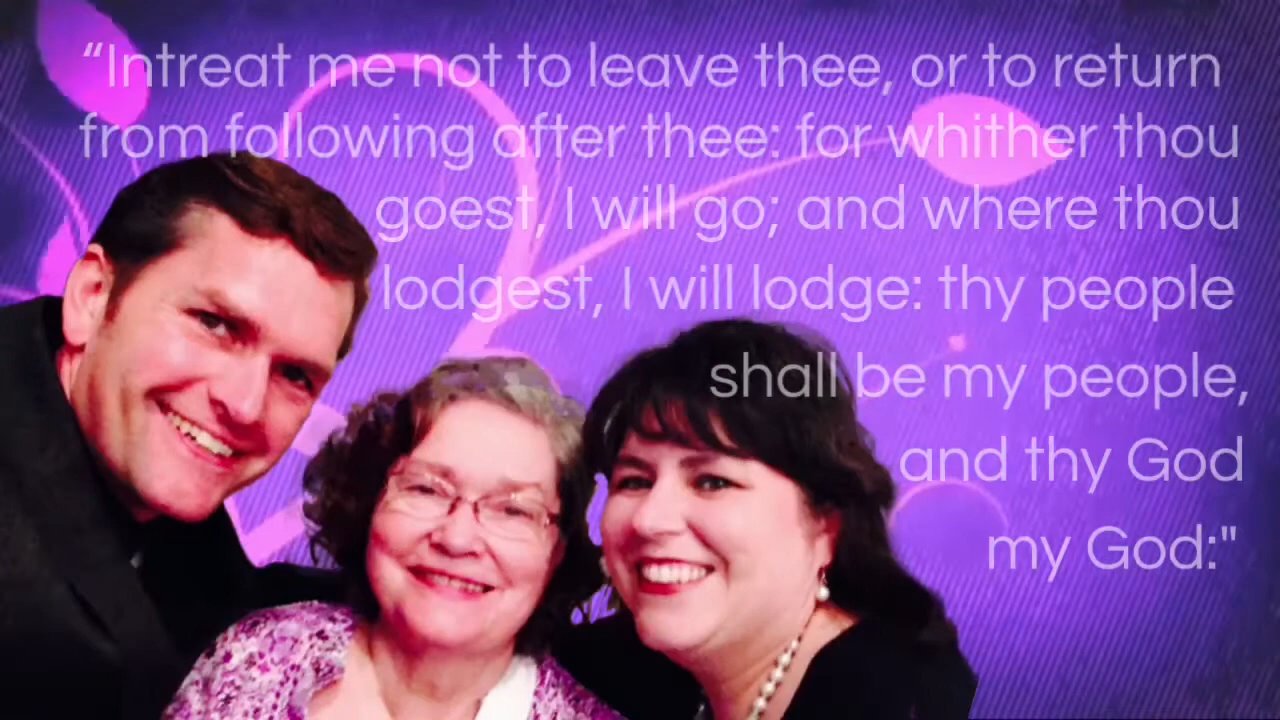 “Intreat me not to leave thee, or to return
from following after thee: for whither thou
goest, I will go; and where thou
lodgest, I will lodge: thy people
shall be my people,
and thy God
my God:"